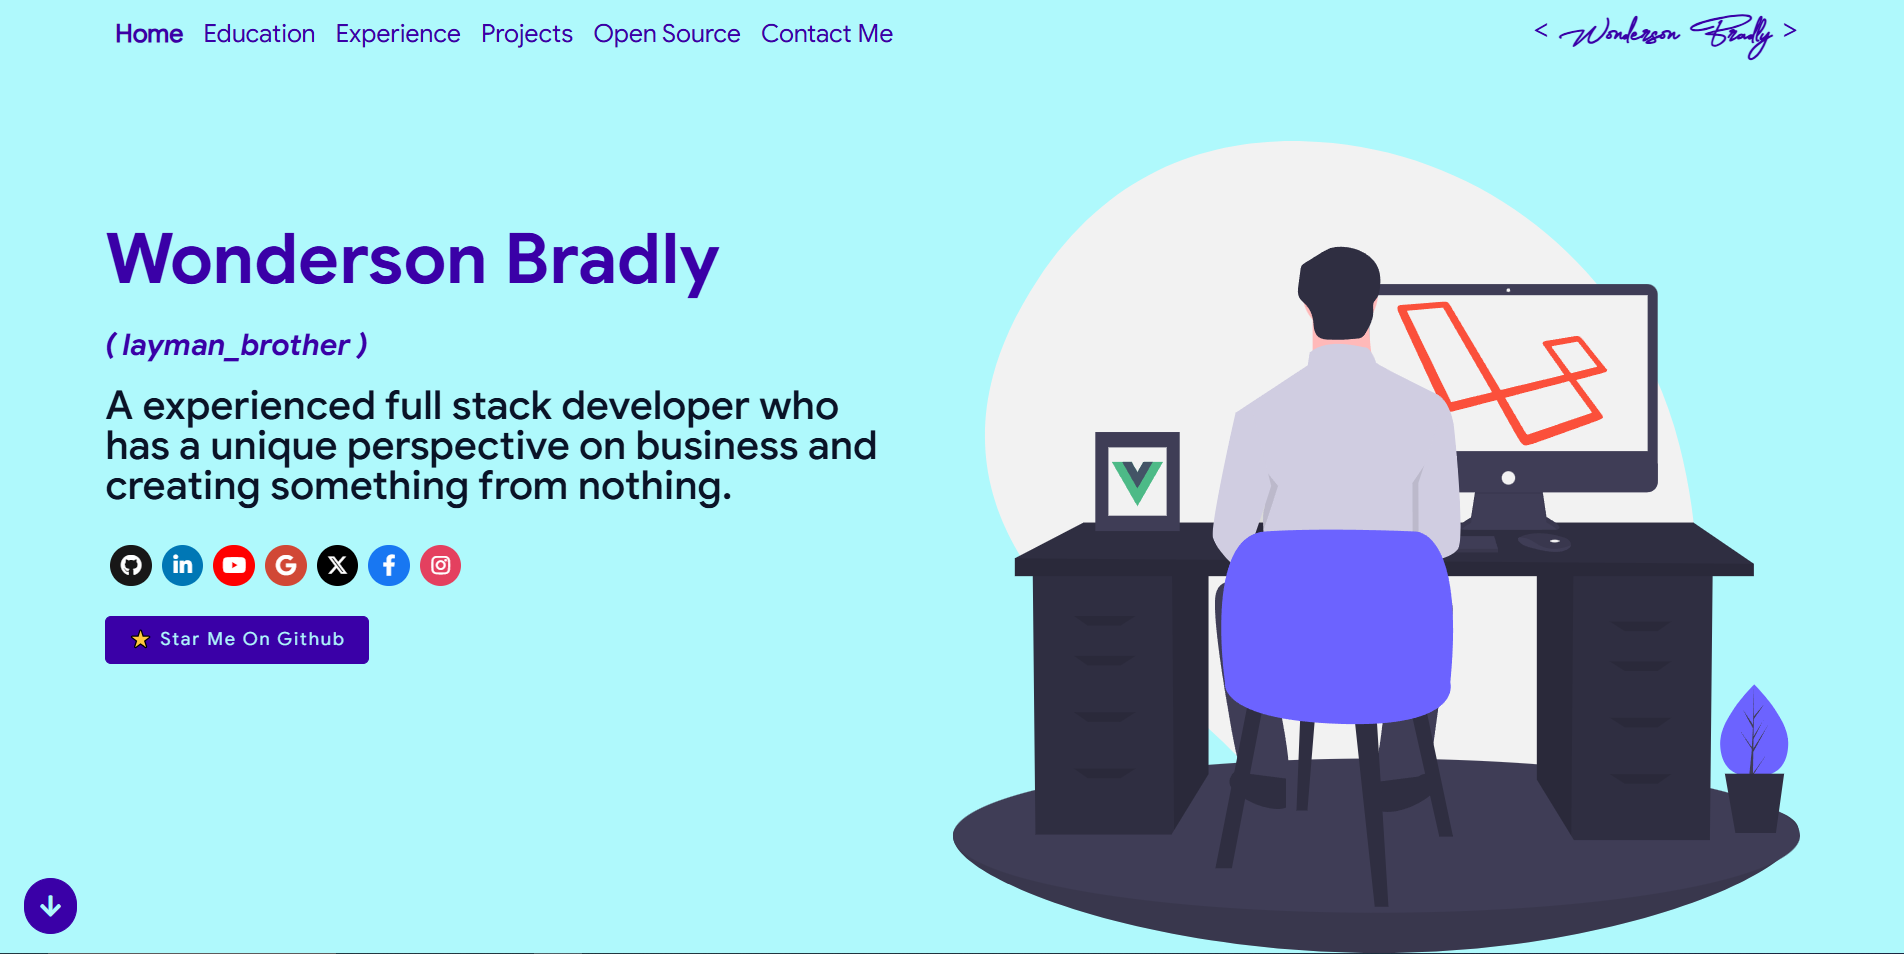 Home Education Experience Projects Open Source Contact Me
< Wonderson Bradly >
Wonderson Bradly
( layman_brother )
A experienced full stack developer who
has a unique perspective on business and
creating something from nothing.
in G X f
⭐ Star Me On Github